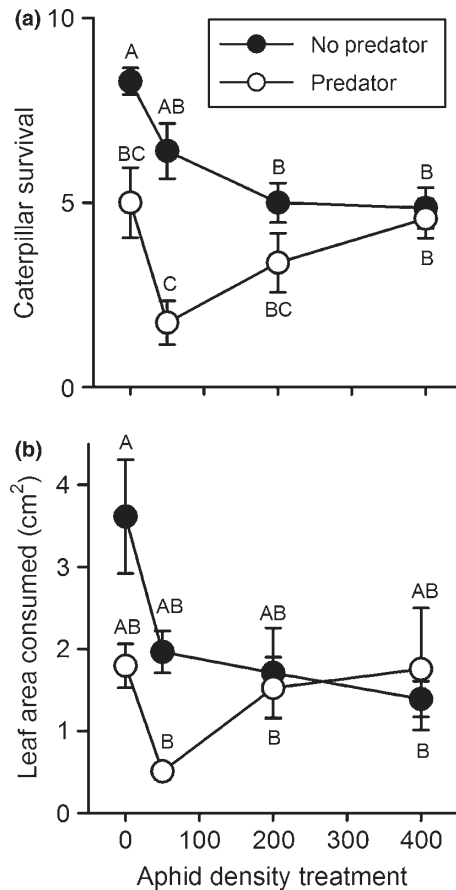 (a)
10
No predator
Predator
A
AB
BC
B
B
5
C
BC
B
0
Caterpillar survival
(b)
A
4
3
AB
AB
AB
AB
2
1
B
B
B
0
Leaf area consumed (cm²)
0 100 200 300 400
Aphid density treatment